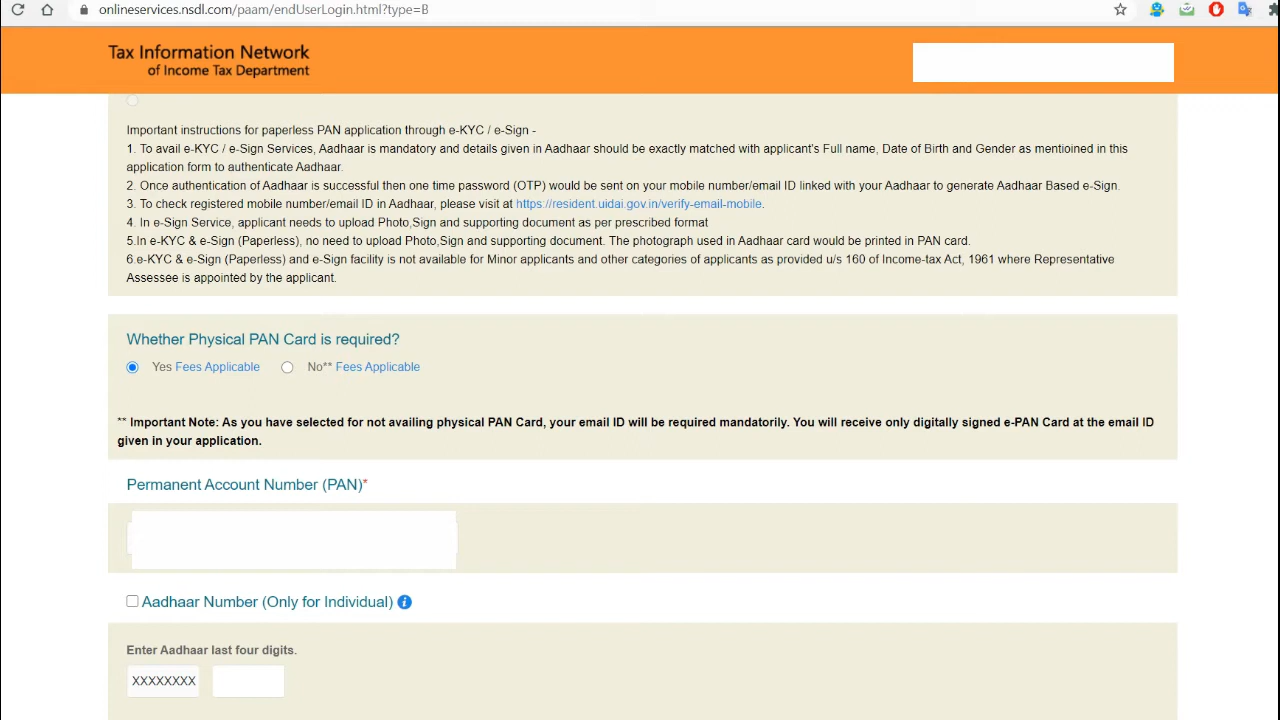 onlineservices.nsdl.com/paam/endUserLogin.html?type=B
Tax Information Network
of Income Tax Department
Important instructions for paperless PAN application through e-KYC / e-Sign -
1. To avail e-KYC / e-Sign Services, Aadhaar is mandatory and details given in Aadhaar should be exactly matched with applicant's Full name, Date of Birth and Gender as mentioined in this
application form to authenticate Aadhaar.
2. Once authentication of Aadhaar is successful then one time password (OTP) would be sent on your mobile number/email ID linked with your Aadhaar to generate Aadhaar Based e-Sign.
3. To check registered mobile number/email ID in Aadhaar, please visit at https://resident.uidai.gov.in/verify-email-mobile.
4. In e-Sign Service, applicant needs to upload Photo,Sign and supporting document as per prescribed format
5.In e-KYC & e-Sign (Paperless), no need to upload Photo,Sign and supporting document. The photograph used in Aadhaar card would be printed in PAN card.
6 e-KYC & e-Sign (Paperless) and e-Sign facility is not available for Minor applicants and other categories of applicants as provided u/s 160 of Income-tax Act, 1961 where Representative
Assessee is appointed by the applicant.
Whether Physical PAN Card is required?
Yes Fees Applicable No** Fees Applicable
** Important Note: As you have selected for not availing physical PAN Card, your email ID will be required mandatorily. You will receive only digitally signed e-PAN Card at the email ID
given in your application.
Permanent Account Number (PAN)*
Aadhaar Number (Only for Individual) i
Enter Aadhaar last four digits.
XXXXXXXX